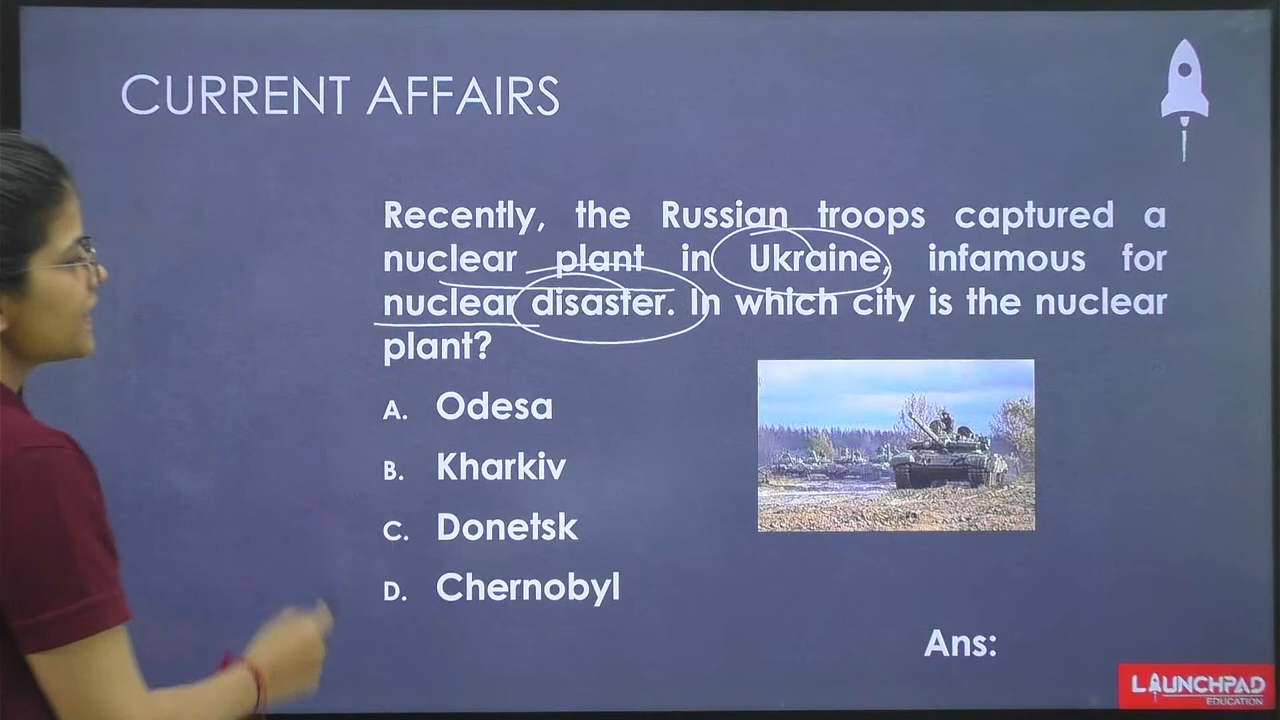 CURRENT AFFAIRS
Recently, the Russian troops captured a
nuclear plant in Ukraine, infamous for
nuclear disaster. In which city is the nuclear
plant?
A. Odesa
B. Kharkiv
C. Donetsk
D. Chernobyl
Ans:
LAUNCHPAD
EDUCATION